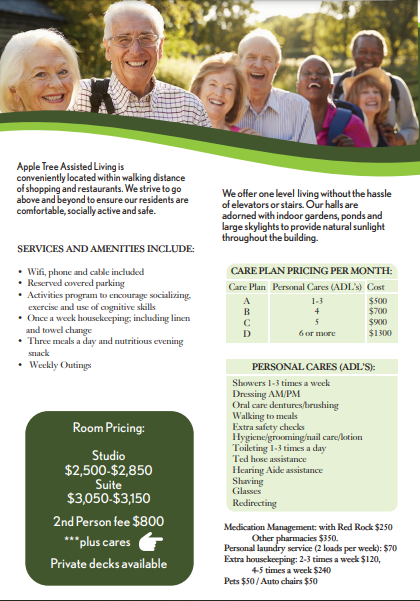 Apple Tree Assisted Living is
conveniently located within walking distance
of shopping and restaurants. We strive to go
above and beyond to ensure our residents are
comfortable, socially active and safe.
SERVICES AND AMENITIES INCLUDE:
• Wifi, phone and cable included
• Reserved covered parking
• Activities program to encourage socializing,
exercise and use of cognitive skills
• Once a week housekeeping; including linen
and towel change
• Three meals a day and nutritious evening
snack
• Weekly Outings
Room Pricing:
Studio
$2,500-$2,850
Suite
$3,050-$3,150
2nd Person fee $800
***plus cares
Private decks available
We offer one level living without the hassle
of elevators or stairs. Our halls are
adorned with indoor gardens, ponds and
large skylights to provide natural sunlight
throughout the building.
CARE PLAN PRICING PER MONTH:
Care Plan Personal Cares (ADL's) Cost
A 1-3 $500
B 4 $700
C 5 $900
D 6 or more $1300
PERSONAL CARES (ADL'S):
Showers 1-3 times a week
Dressing AM/PM
Oral care dentures/brushing
Walking to meals
Extra safety checks
Hygiene/grooming/nail care/lotion
Toileting 1-3 times a day
Ted hose assistance
Hearing Aide assistance
Shaving
Glasses
Redirecting
Medication Management: with Red Rock $250
Other pharmacies $350.
Personal laundry service (2 loads per week): $70
Extra housekeeping: 2-3 times a week $120,
4-5 times a week $240
Pets $50 / Auto chairs $50